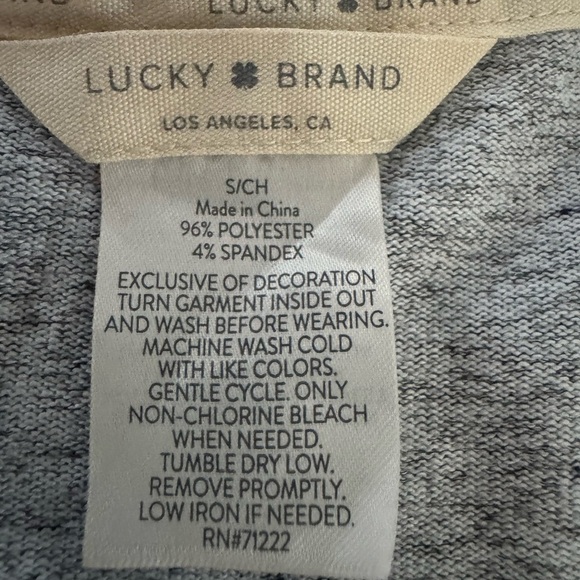 LUCKY BRAND
LUCKY BRAND
LOS ANGELES, CA
S/CH
Made in China
96% POLYESTER
4% SPANDEX
EXCLUSIVE OF DECORATION
TURN GARMENT INSIDE OUT
AND WASH BEFORE WEARING.
MACHINE WASH COLD
WITH LIKE COLORS.
GENTLE CYCLE. ONLY
NON-CHLORINE BLEACH
WHEN NEEDED.
TUMBLE DRY LOW.
REMOVE PROMPTLY.
LOW IRON IF NEEDED.
RN#71222